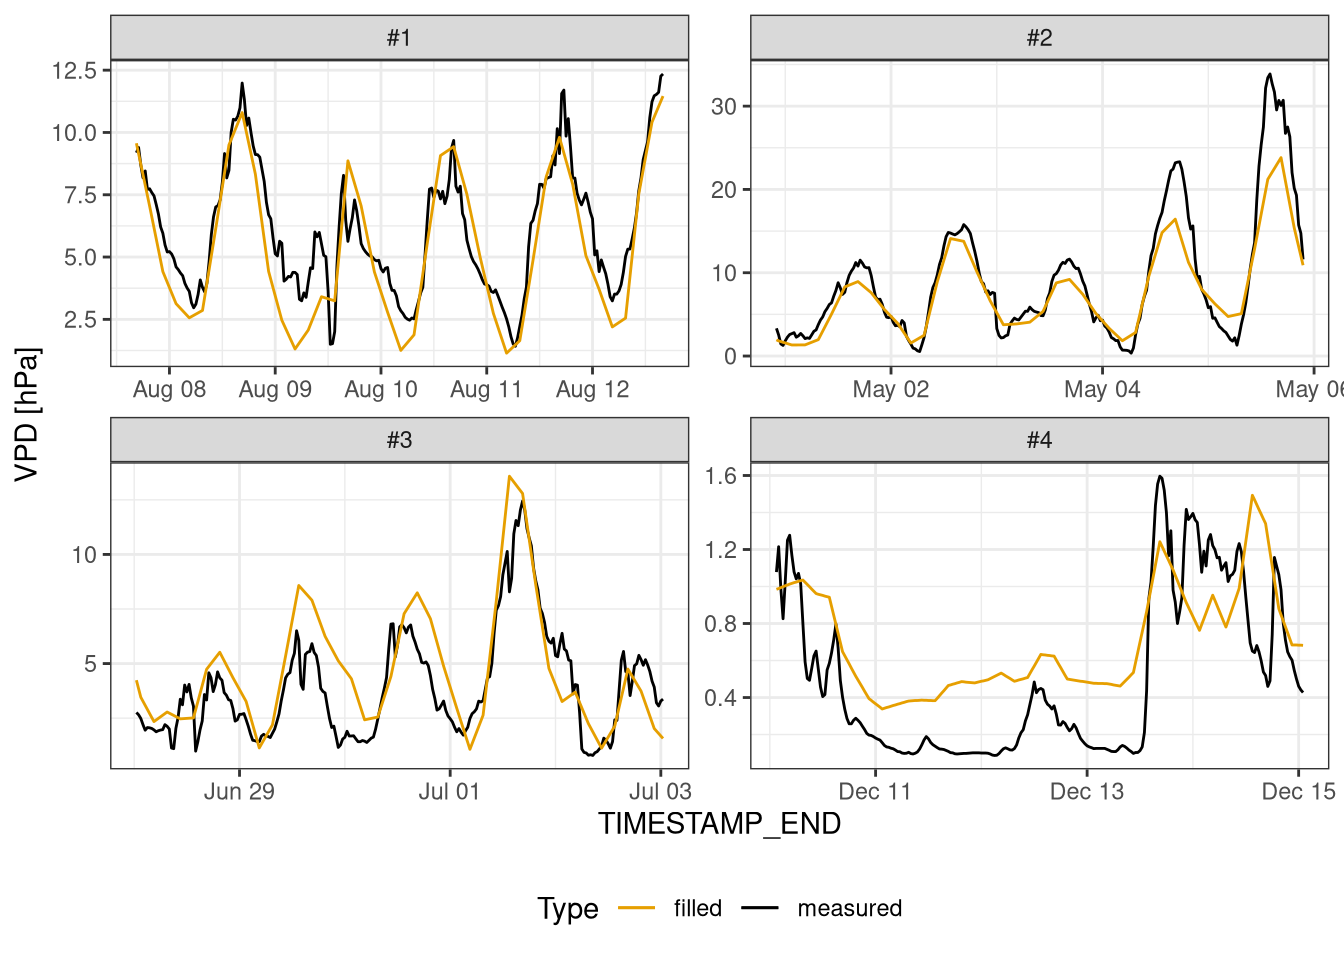 #1
#2
12.5
10.0
7.5
5.0
2.5
30
20
10
0
Aug 08 Aug 09 Aug 10 Aug 11 Aug 12
May 02 May 04 May 06
VPD [hPa]
#3
#4
10
5
1.6
1.2
0.8
0.4
Jun 29 Jul 01 Jul 03
Dec 11 Dec 13 Dec 15
TIMESTAMP_END
Type filled measured